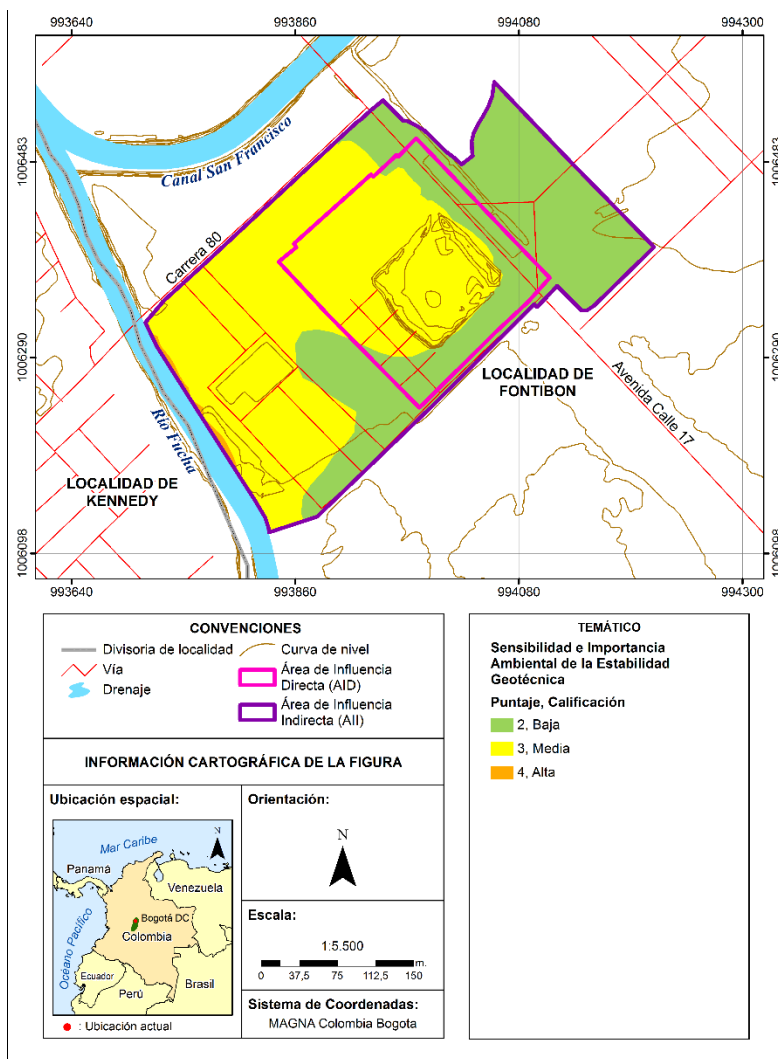 993640
993860
994080
994300
1006483
1006483
Canal San Francisco
Carrera 80
1006290
1006290
LOCALIDAD DE
FONTIBON
Avenida Calle 17
Rio Fucha
LOCALIDAD DE
KENNEDY
1006098
1006098
993640
993860
994080
994300
CONVENCIONES
Divisoria de localidad
Vía
Drenaje
Curva de nivel
Área de Influencia
Directa (AID)
Área de Influencia
Indirecta (AII)
INFORMACIÓN CARTOGRÁFICA DE LA FIGURA
Ubicación espacial:
Mar Caribe
N
Panamá
Venezuela
Bogotá DC
Colombia
Océano Pacífico
Ecuador
Perú
Brasil
: Ubicación actual
Orientación:
N
Escala:
1:5.500
0 37,5 75 112,5 150 m.
Sistema de Coordenadas:
MAGNA Colombia Bogota
TEMÁTICO
Sensibilidad e Importancia
Ambiental de la Estabilidad
Geotécnica
Puntaje, Calificación
2, Baja
3, Media
4, Alta